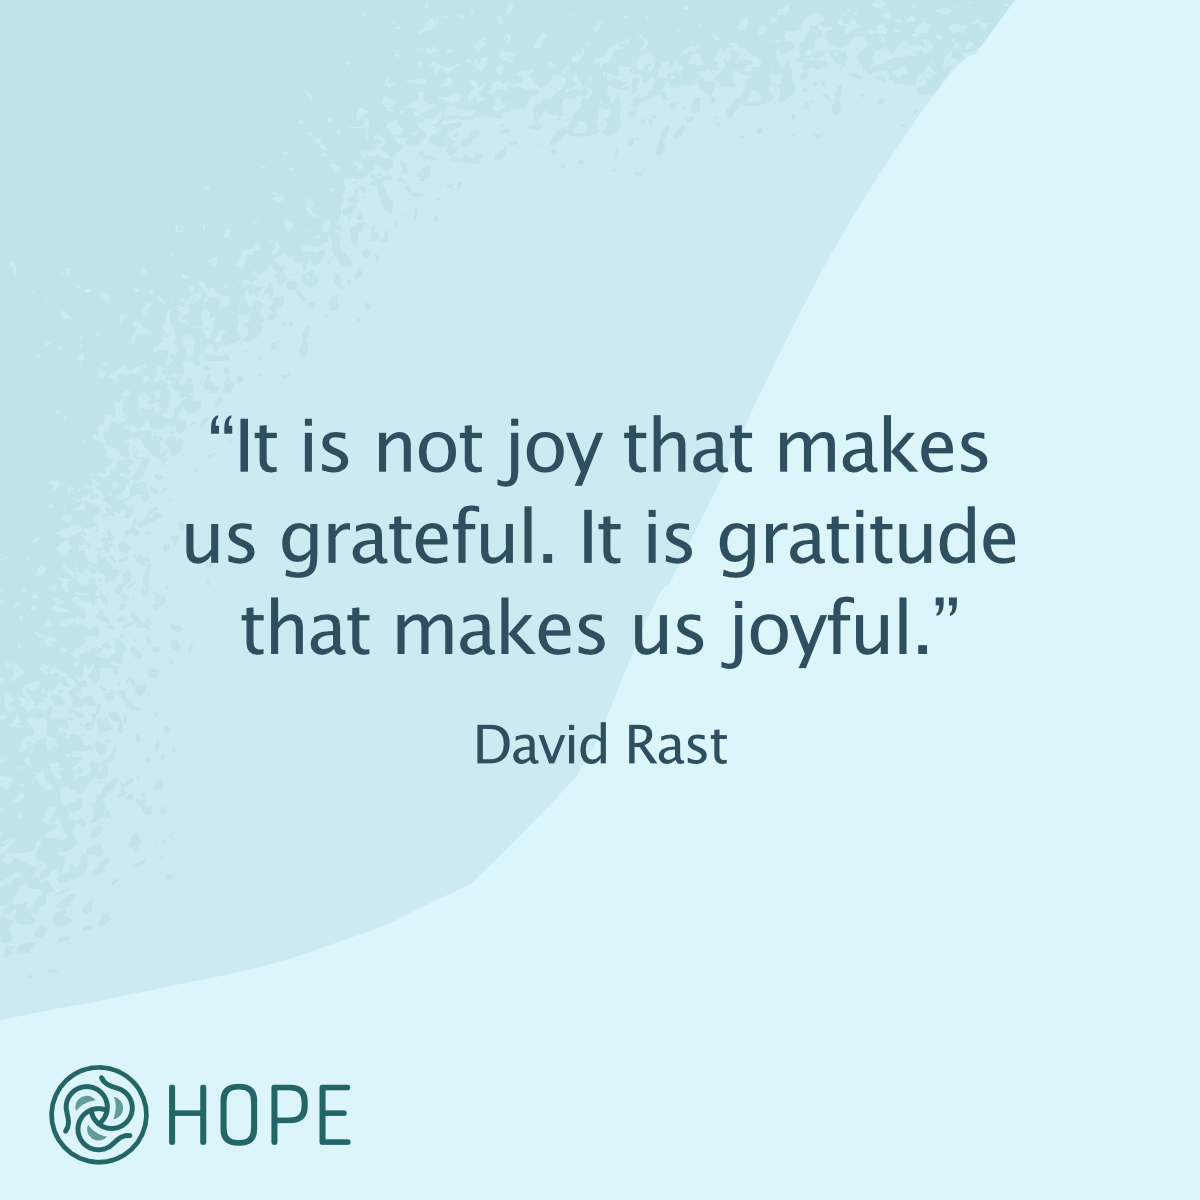 “It is not joy that makes
us grateful. It is gratitude
that makes us joyful.”
David Rast
HOPE